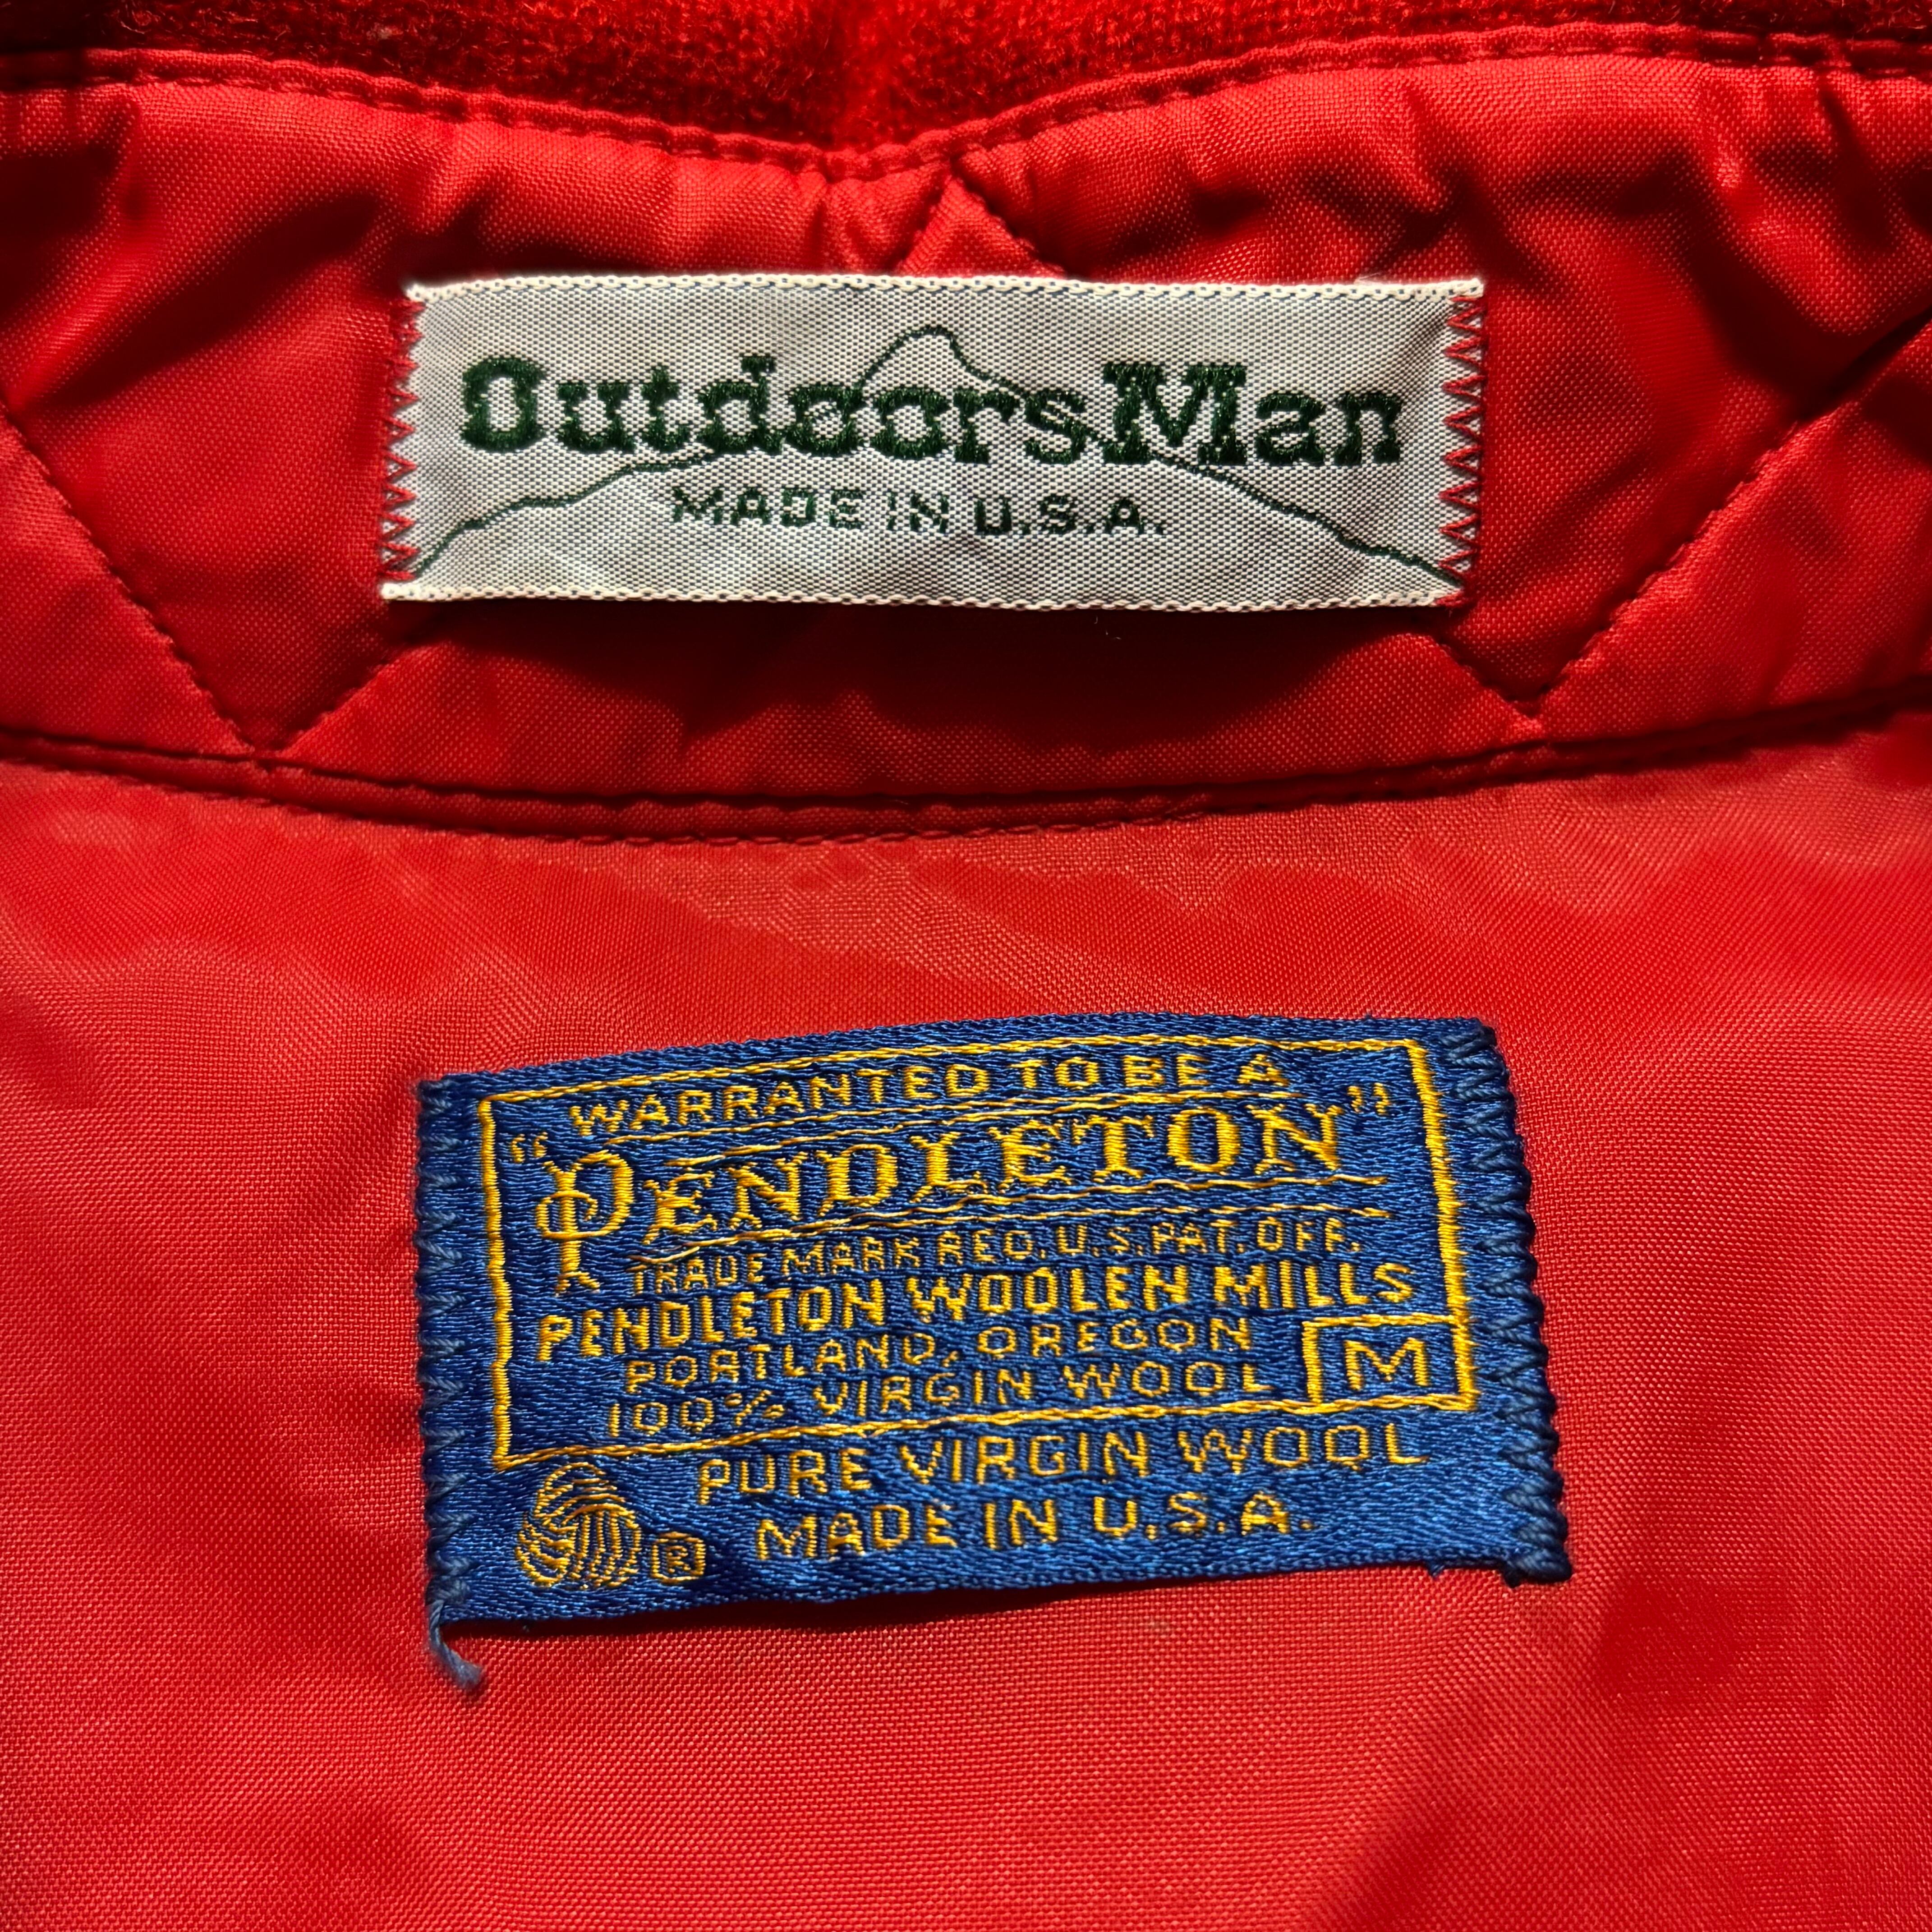 OutdoorsMan
MADE IN U.S.A.
WARRANTED TO BE A
"PENDLETON"
TRADE MARK REG. U.S. PAT. OFF.
PENDLETON WOOLEN MILLS
PORTLAND, OREGON
100% VIRGIN WOOL M
PURE VIRGIN WOOL
® MADE IN U.S.A.